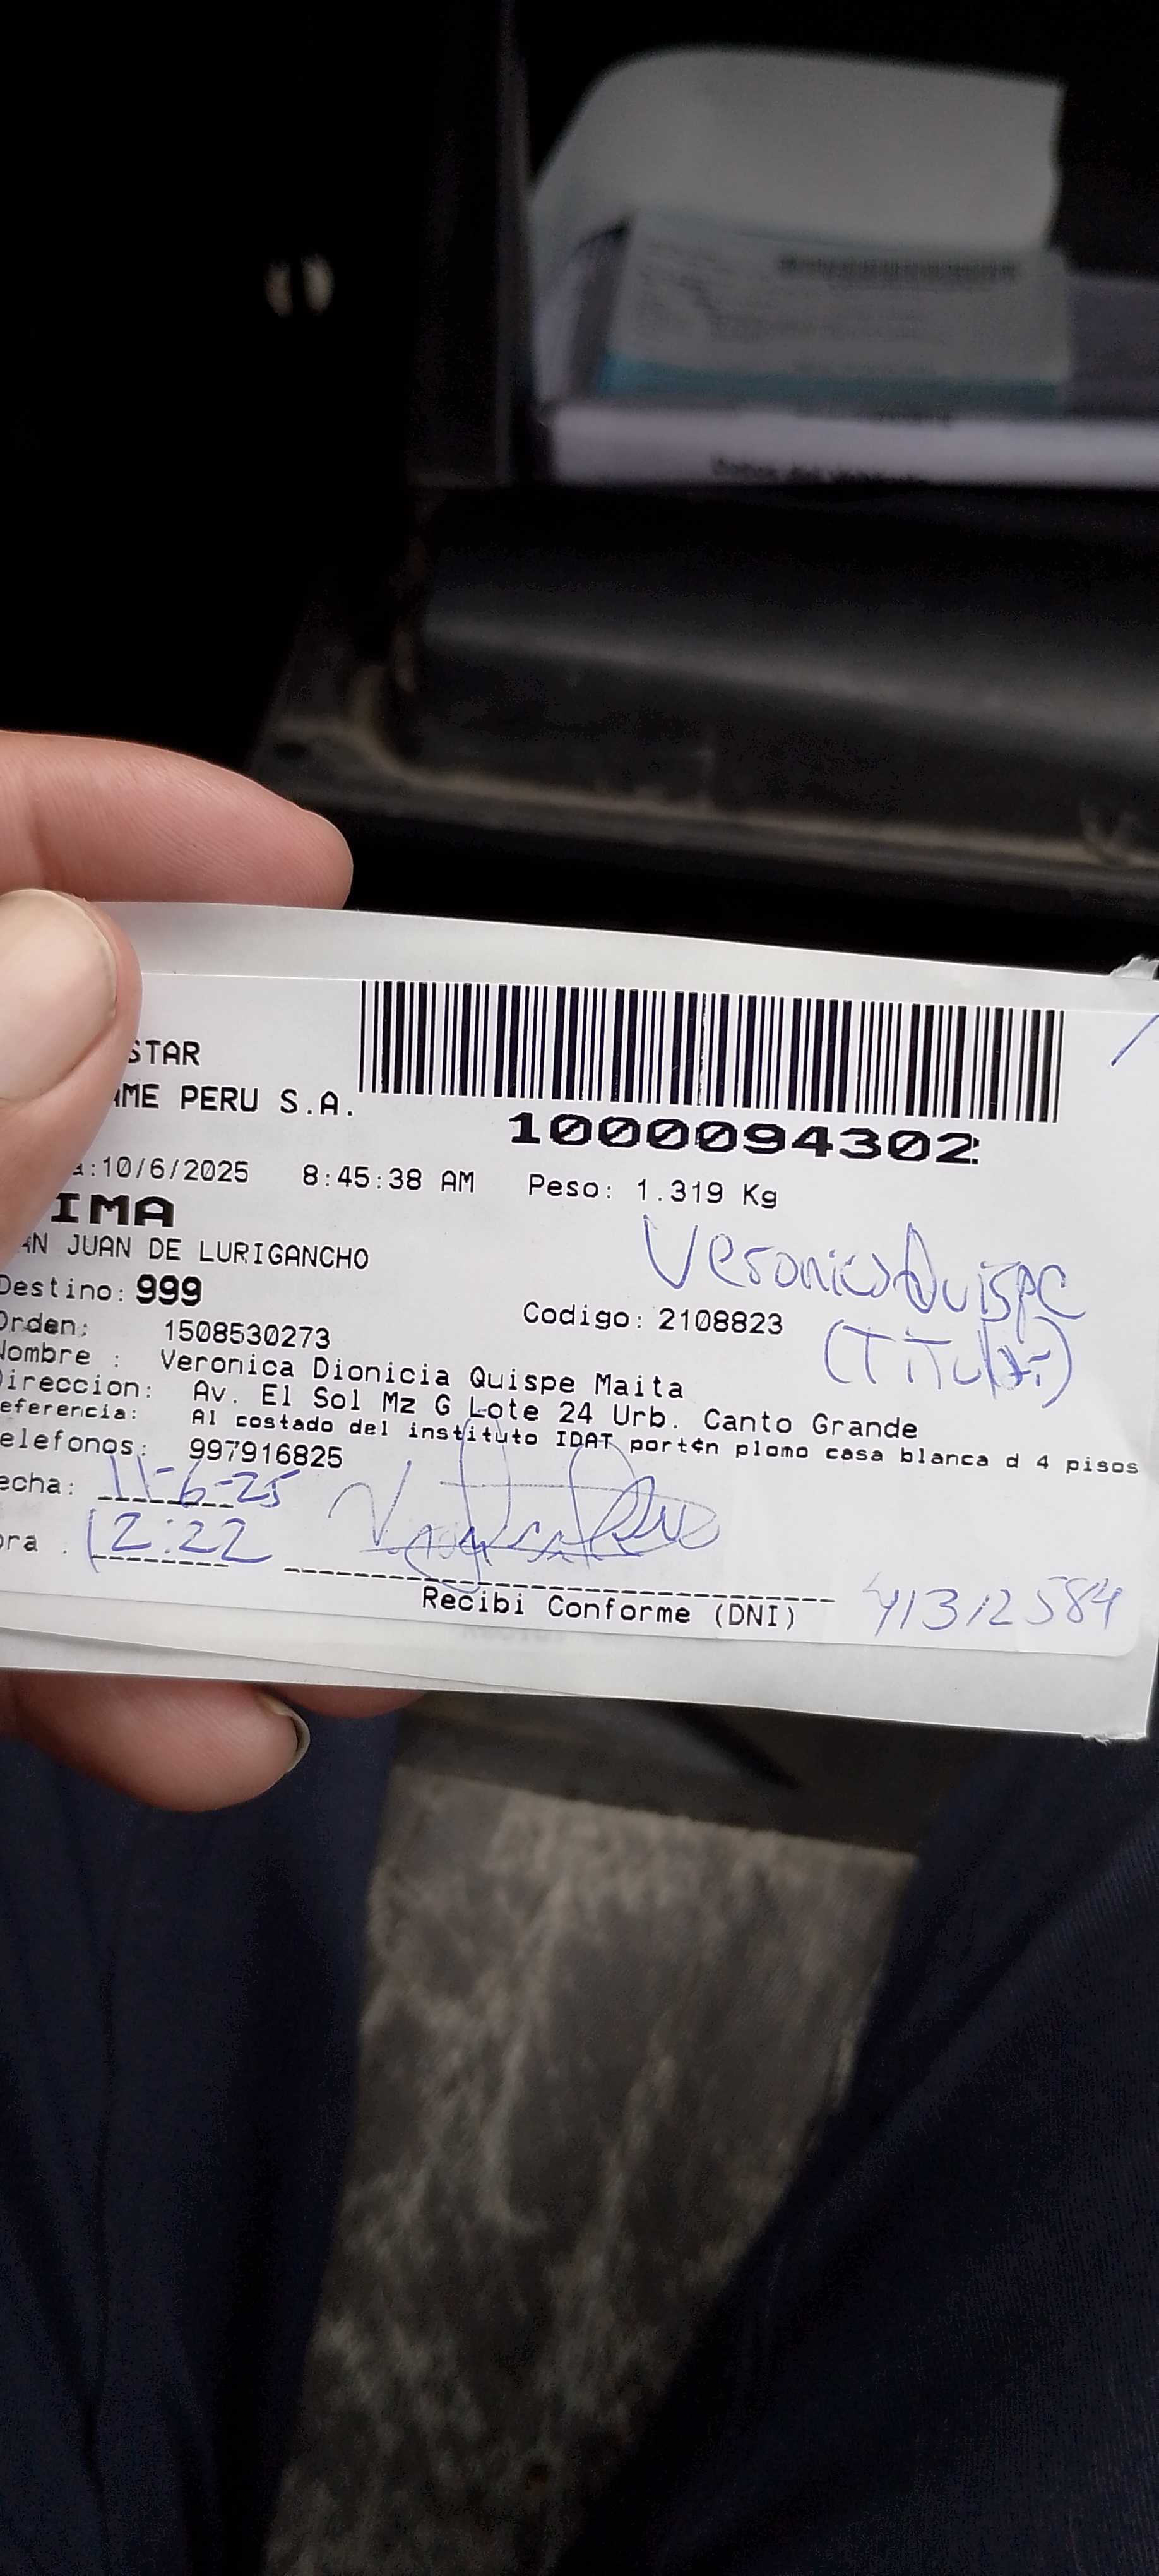 STAR
ME PERU S.A.
1000094302
a:10/6/2025 8:45:38 AM Peso: 1.319 Kg
IMA
AN JUAN DE LURIGANCHO
Veronica Quispe
(Titular)
Destino: 999
Codigo: 2108823
Orden: 1508530273
Nombre : Veronica Dionicia Quispe Maita
Direccion: Av. El Sol Mz G Lote 24 Urb. Canto Grande
eferencia: Al costado del instituto IDAT port¢n plomo casa blanca d 4 pisos
elefonos: 997916825
echa: 11-6-25
ora : 12:22
Recibi Conforme (DNI) 41312584